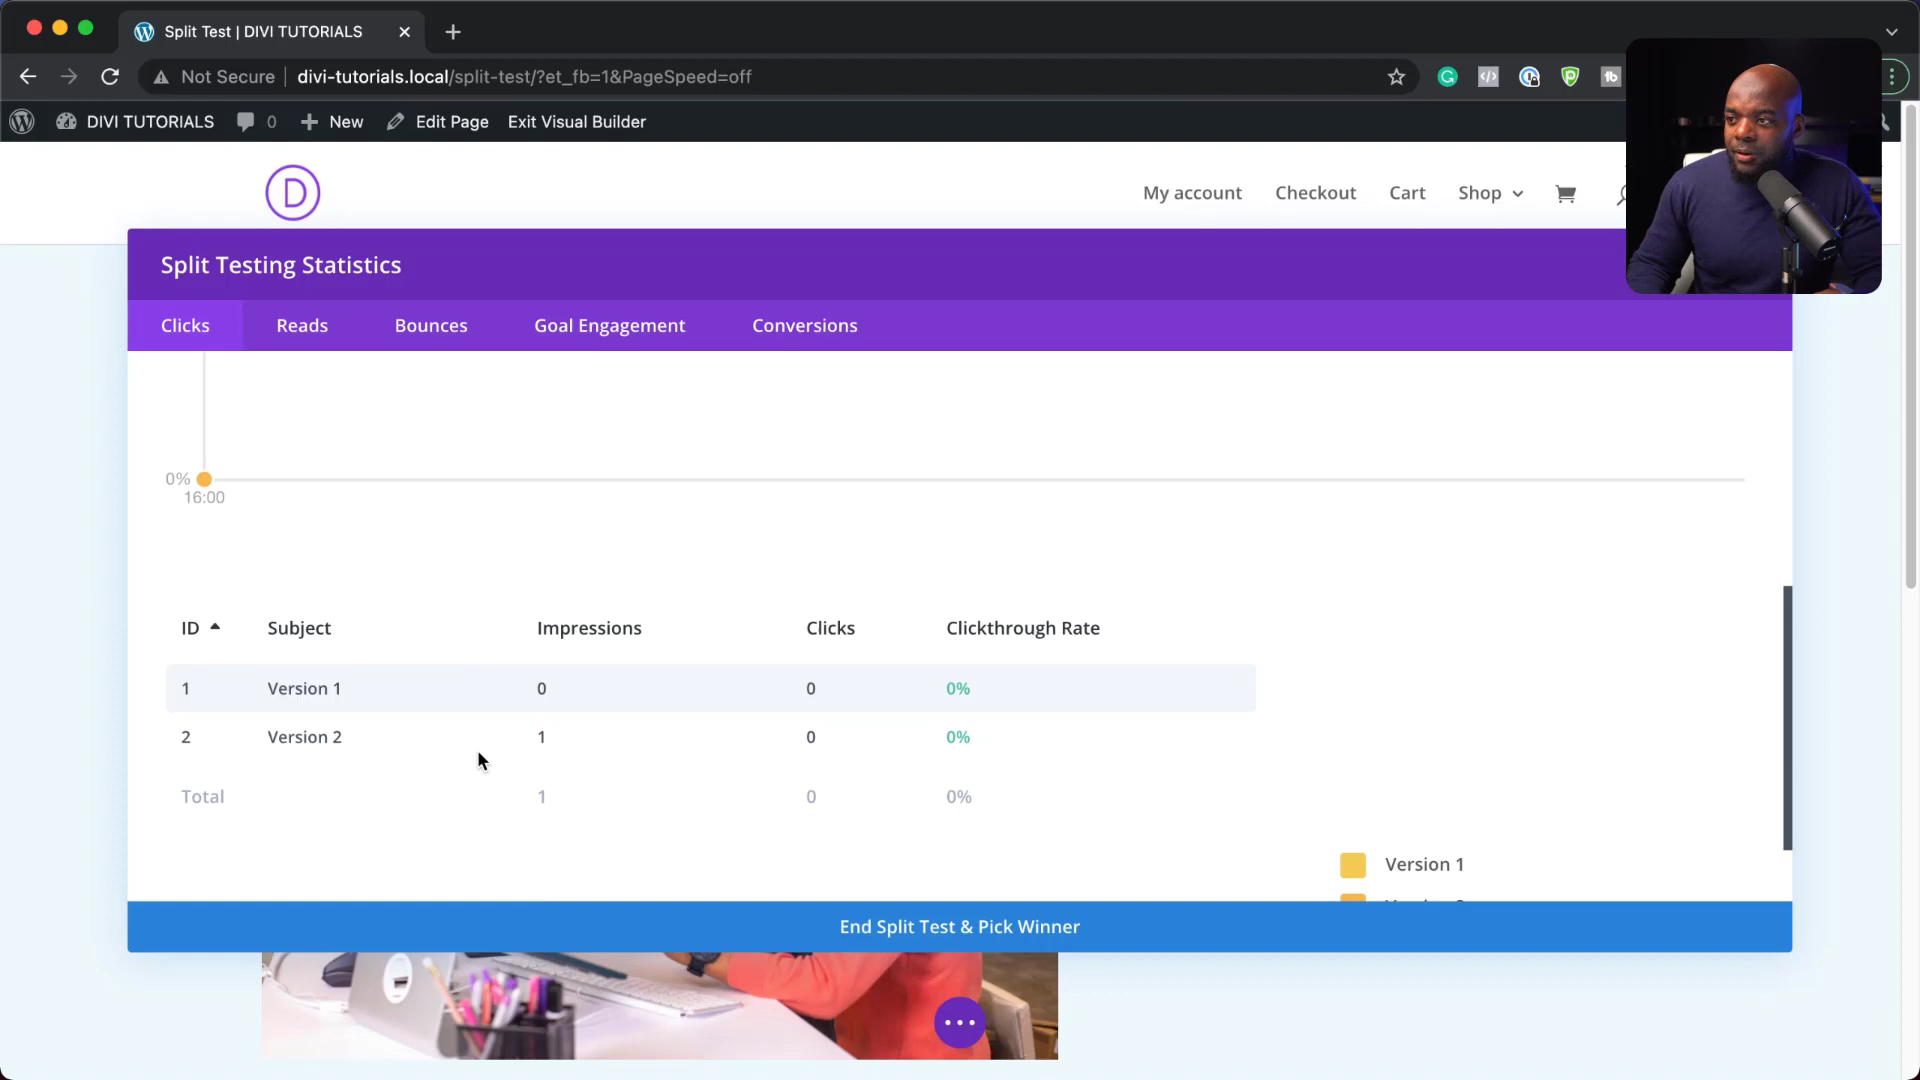 Split Test | DIVI TUTORIALS
Not Secure divi-tutorials.local/split-test/?et_fb=1&PageSpeed=off
DIVI TUTORIALS 0 New Edit Page Exit Visual Builder
D
My account Checkout Cart Shop
Split Testing Statistics
Clicks Reads Bounces Goal Engagement Conversions
0%
16:00
ID Subject Impressions Clicks Clickthrough Rate
1 Version 1 0 0 0%
2 Version 2 1 0 0%
Total 1 0 0%
Version 1
End Split Test & Pick Winner